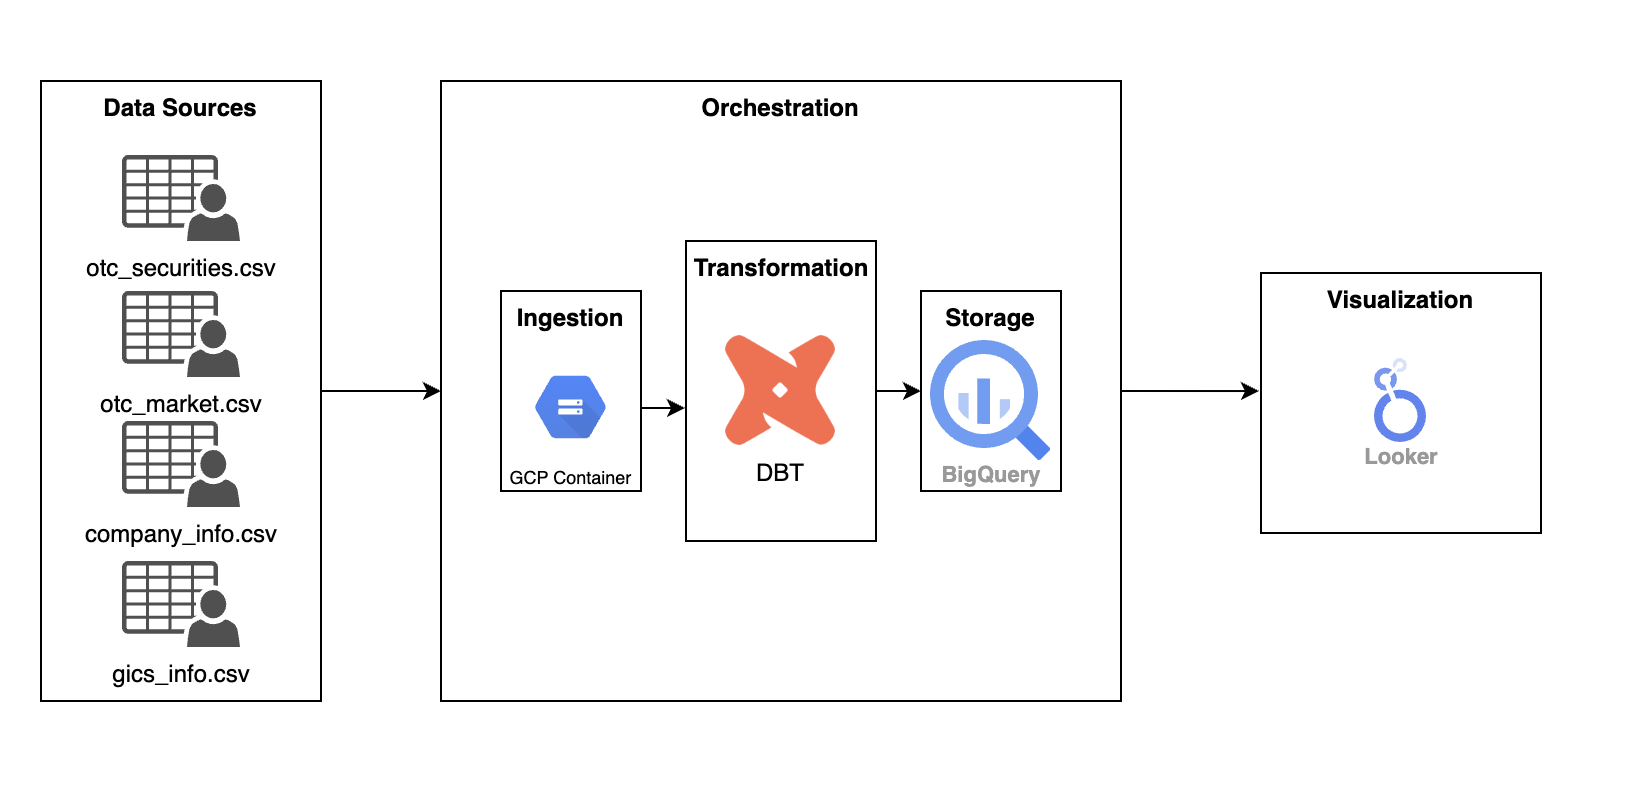 Data Sources
otc_securities.csv
otc_market.csv
company_info.csv
gics_info.csv
Orchestration
Ingestion
GCP Container
Transformation
DBT
Storage
BigQuery
Visualization
Looker